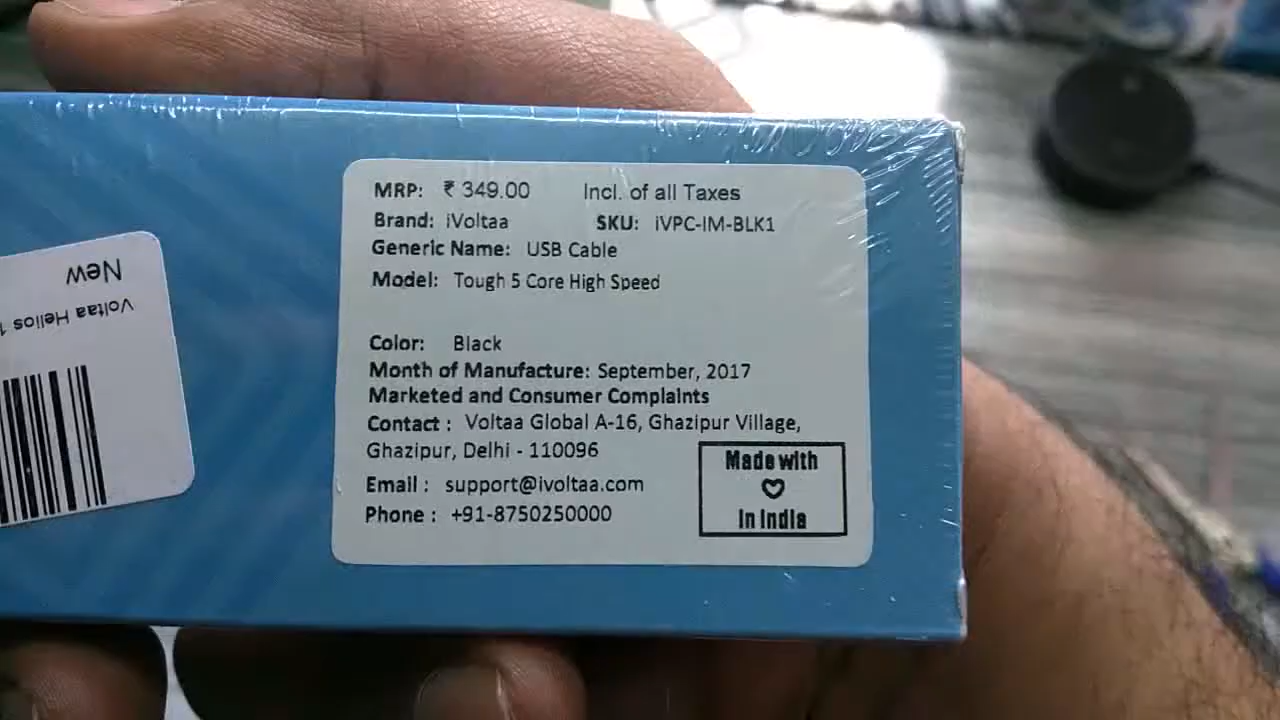 MRP: ₹ 349.00 Incl. of all Taxes
Brand: iVoltaa SKU: iVPC-IM-BLK1
Generic Name: USB Cable
Model: Tough 5 Core High Speed
Color: Black
Month of Manufacture: September, 2017
Marketed and Consumer Complaints
Contact : Voltaa Global A-16, Ghazipur Village,
Ghazipur, Delhi - 110096
Email : support@ivoltaa.com
Phone : +91-8750250000
Made with
♡
in India
Voltaa Helios 1
New